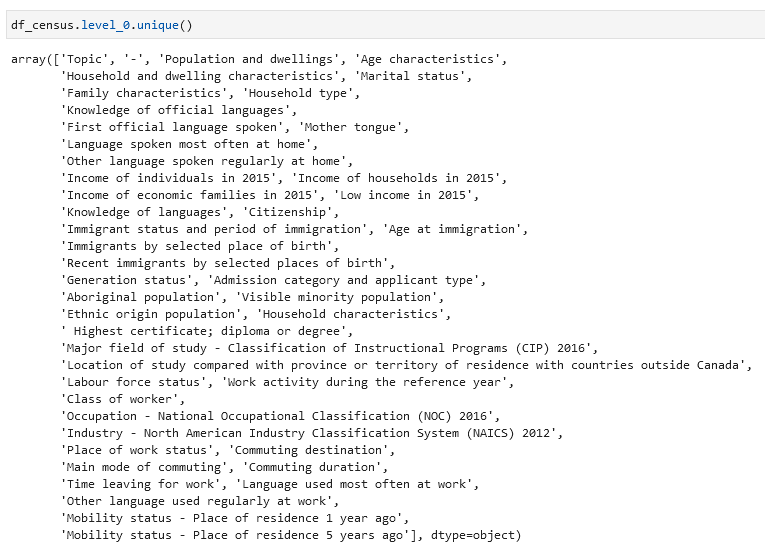 df_census.level_0.unique()
array(['Topic', '-', 'Population and dwellings', 'Age characteristics',
'Household and dwelling characteristics', 'Marital status',
'Family characteristics', 'Household type',
'Knowledge of official languages',
'First official language spoken', 'Mother tongue',
'Language spoken most often at home',
'Other language spoken regularly at home',
'Income of individuals in 2015', 'Income of households in 2015',
'Income of economic families in 2015', 'Low income in 2015',
'Knowledge of languages', 'Citizenship',
'Immigrant status and period of immigration', 'Age at immigration',
'Immigrants by selected place of birth',
'Recent immigrants by selected places of birth',
'Generation status', 'Admission category and applicant type',
'Aboriginal population', 'Visible minority population',
'Ethnic origin population', 'Household characteristics',
' Highest certificate; diploma or degree',
'Major field of study - Classification of Instructional Programs (CIP) 2016',
'Location of study compared with province or territory of residence with countries outside Canada',
'Labour force status', 'Work activity during the reference year',
'Class of worker',
'Occupation - National Occupational Classification (NOC) 2016',
'Industry - North American Industry Classification System (NAICS) 2012',
'Place of work status', 'Commuting destination',
'Main mode of commuting', 'Commuting duration',
'Time leaving for work', 'Language used most often at work',
'Other language used regularly at work',
'Mobility status - Place of residence 1 year ago',
'Mobility status - Place of residence 5 years ago'], dtype=object)